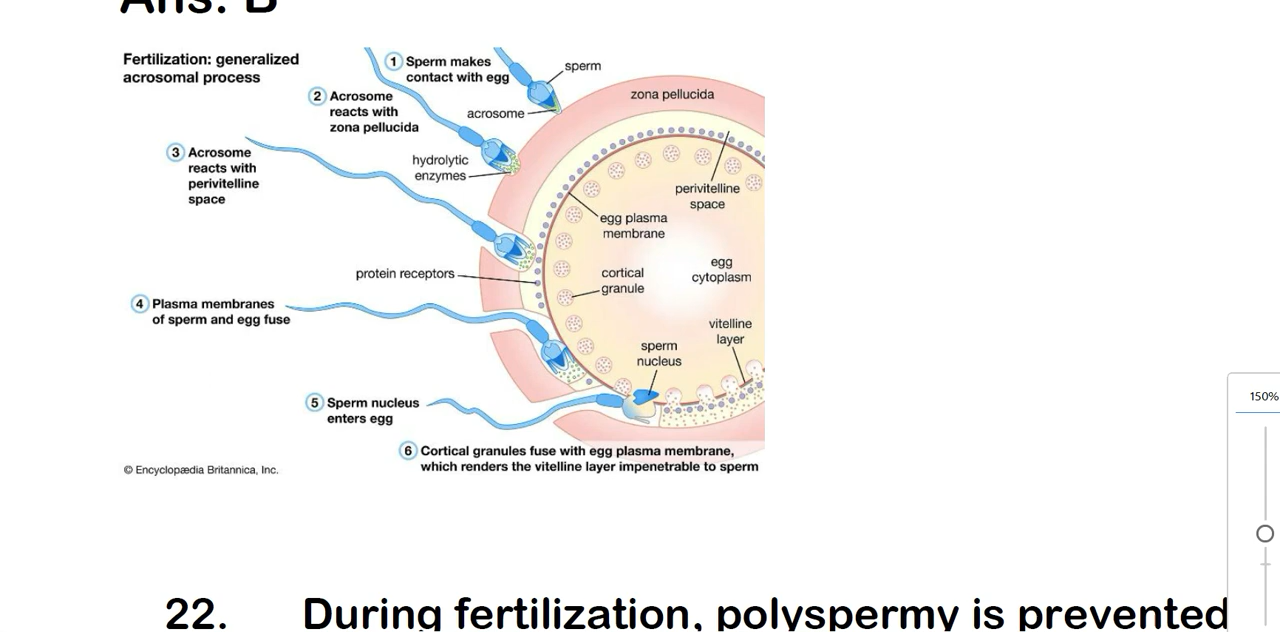 Ans: B
Fertilization: generalized
acrosomal process
1 Sperm makes
contact with egg
sperm
2 Acrosome
reacts with
zona pellucida
acrosome
zona pellucida
3 Acrosome
reacts with
perivitelline
space
hydrolytic
enzymes
perivitelline
space
egg plasma
membrane
protein receptors
cortical
granule
egg
cytoplasm
4 Plasma membranes
of sperm and egg fuse
vitelline
layer
sperm
nucleus
5 Sperm nucleus
enters egg
6 Cortical granules fuse with egg plasma membrane,
which renders the vitelline layer impenetrable to sperm
© Encyclopædia Britannica, Inc.
150%
22. During fertilization, polyspermy is prevented